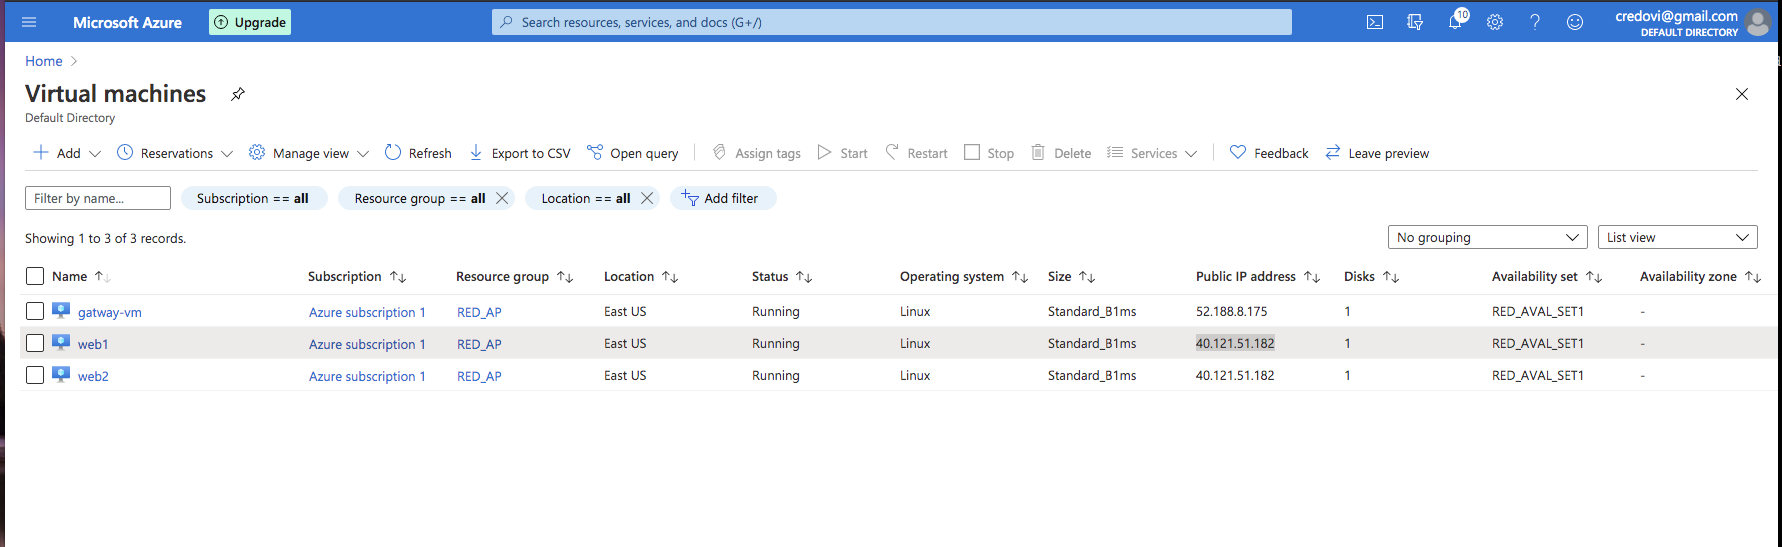 Microsoft Azure Upgrade Search resources, services, and docs (G+/) 10 credovi@gmail.com
DEFAULT DIRECTORY
Home
Virtual machines
Default Directory
Add Reservations Manage view Refresh Export to CSV Open query Assign tags Start Restart Stop Delete Services Feedback Leave preview
Filter by name... Subscription == all Resource group == all Location == all Add filter
Showing 1 to 3 of 3 records. No grouping List view
Name Subscription Resource group Location Status Operating system Size Public IP address Disks Availability set Availability zone
gatway-vm Azure subscription 1 RED_AP East US Running Linux Standard_B1ms 52.188.8.175 1 RED_AVAL_SET1 -
web1 Azure subscription 1 RED_AP East US Running Linux Standard_B1ms 40.121.51.182 1 RED_AVAL_SET1 -
web2 Azure subscription 1 RED_AP East US Running Linux Standard_B1ms 40.121.51.182 1 RED_AVAL_SET1 -